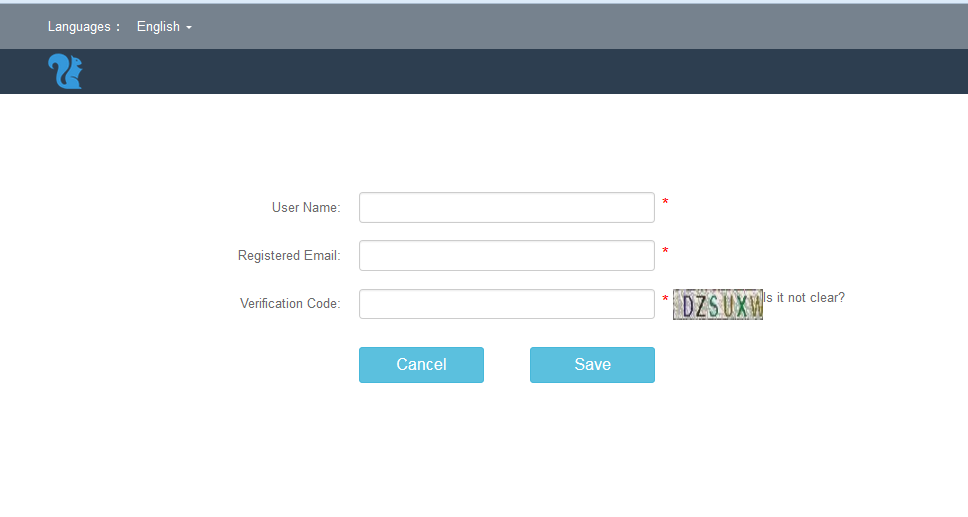 Languages : English
User Name: *
Registered Email: *
Verification Code: * DZSUXW Is it not clear?
Cancel Save